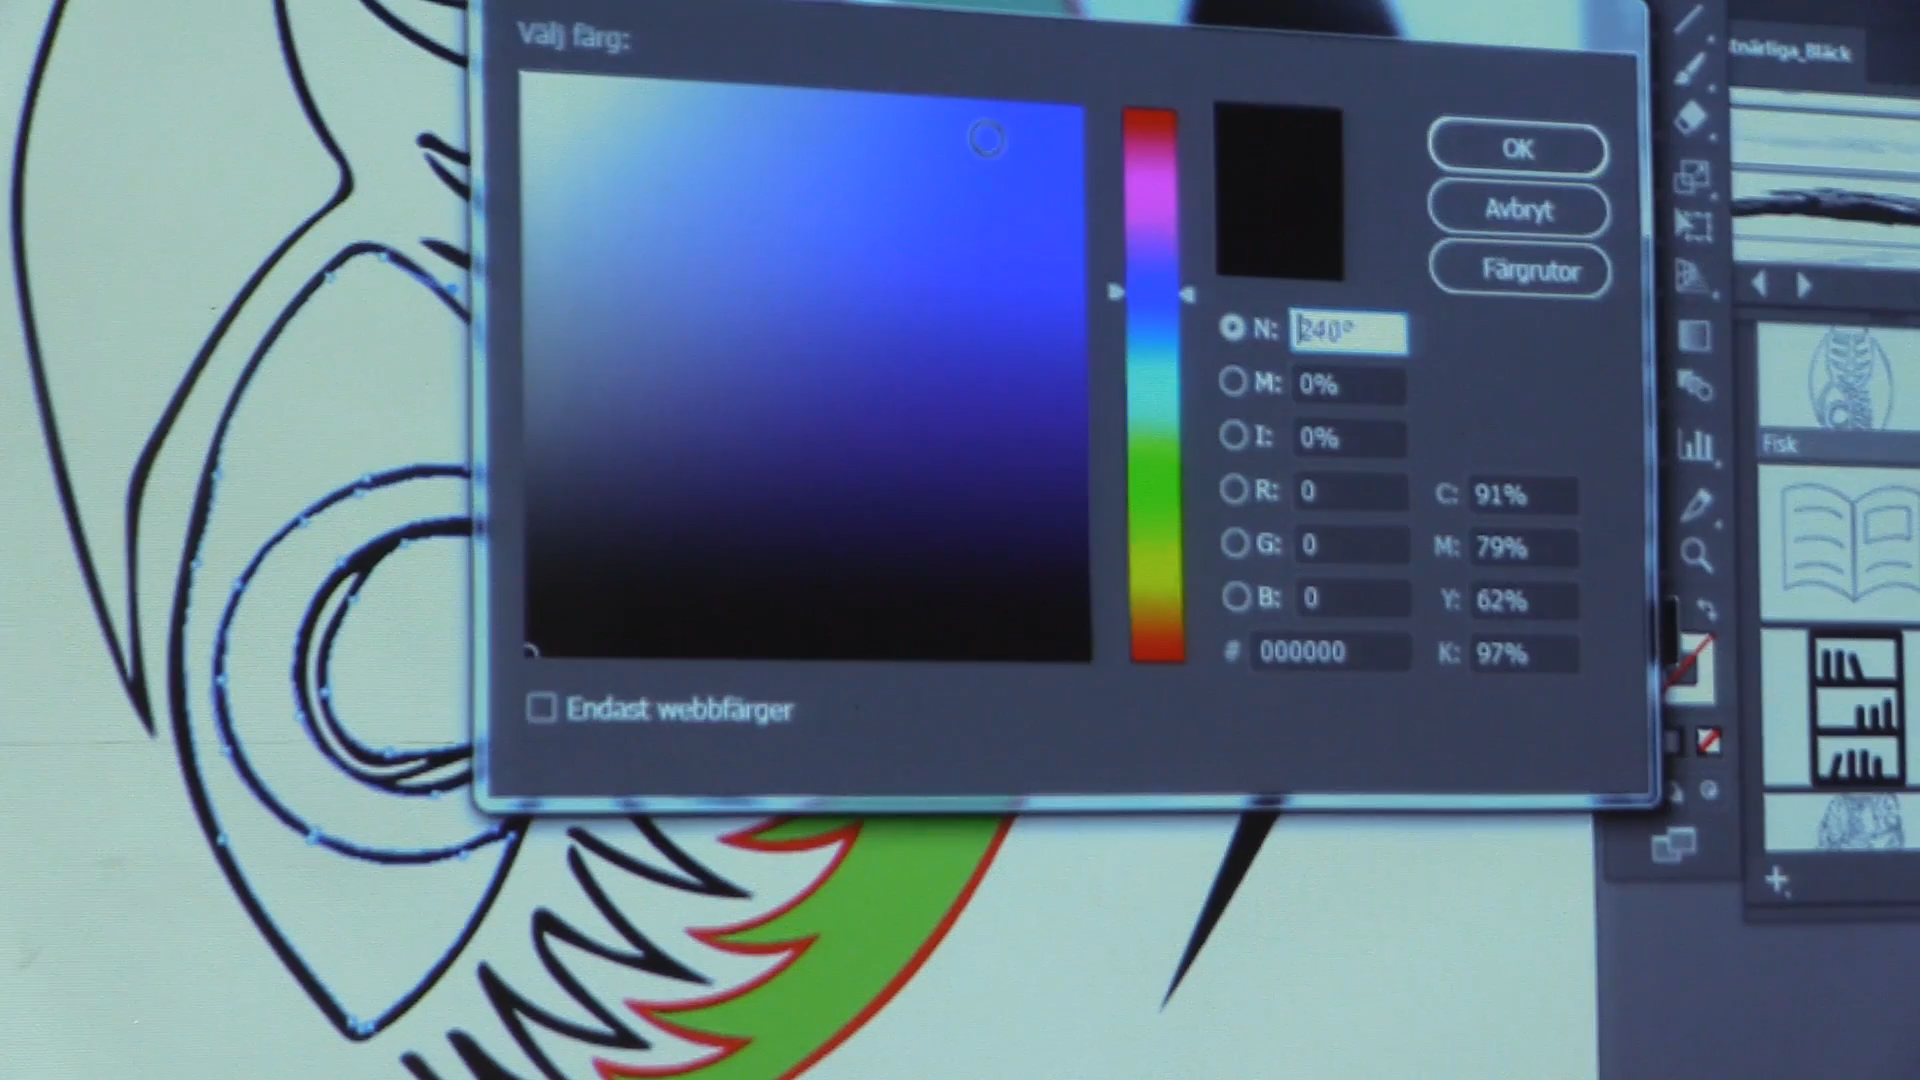 Välj färg:
OK
Avbryt
Färgrutor
N: 240°
M: 0%
I: 0%
R: 0
G: 0
B: 0
# 000000
C: 91%
M: 79%
Y: 62%
K: 97%
Endast webbfärger
tnärliga_Bläck
Fisk